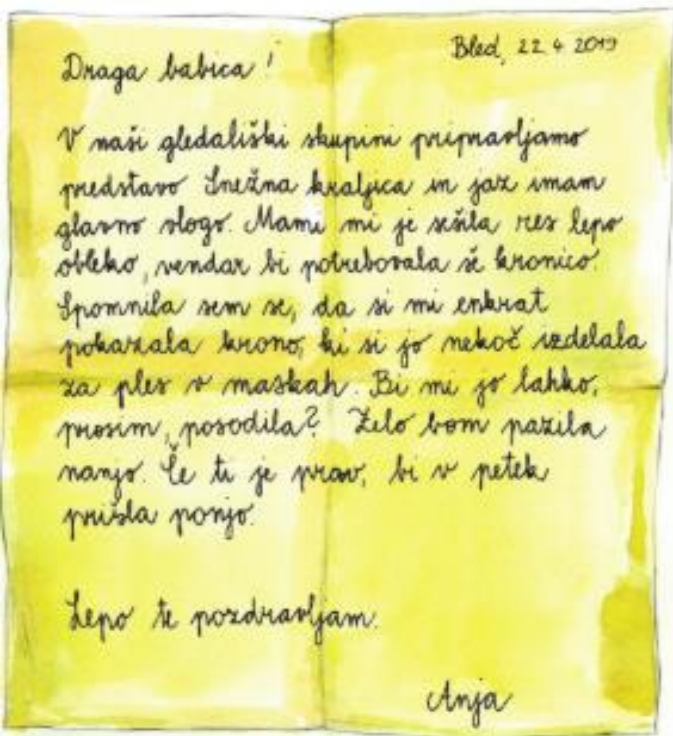 Bled, 22. 4. 2019
Draga babica!
V naši gledališki skupini pripravljamo
predstavo Snežna kraljica in jaz imam
glavno vlogo. Mami mi je sešila res lepo
obleko, vendar bi potrebovala še kronico.
Spomnila sem se, da si mi enkrat
pokazala krono, ki si jo nekoč izdelala
za ples v maskah. Bi mi jo lahko,
prosim, posodila? Zelo bom pazila
nanjo. Če ti je prav, bi v petek
prišla ponjo.
Lepo te pozdravljam.
Anja